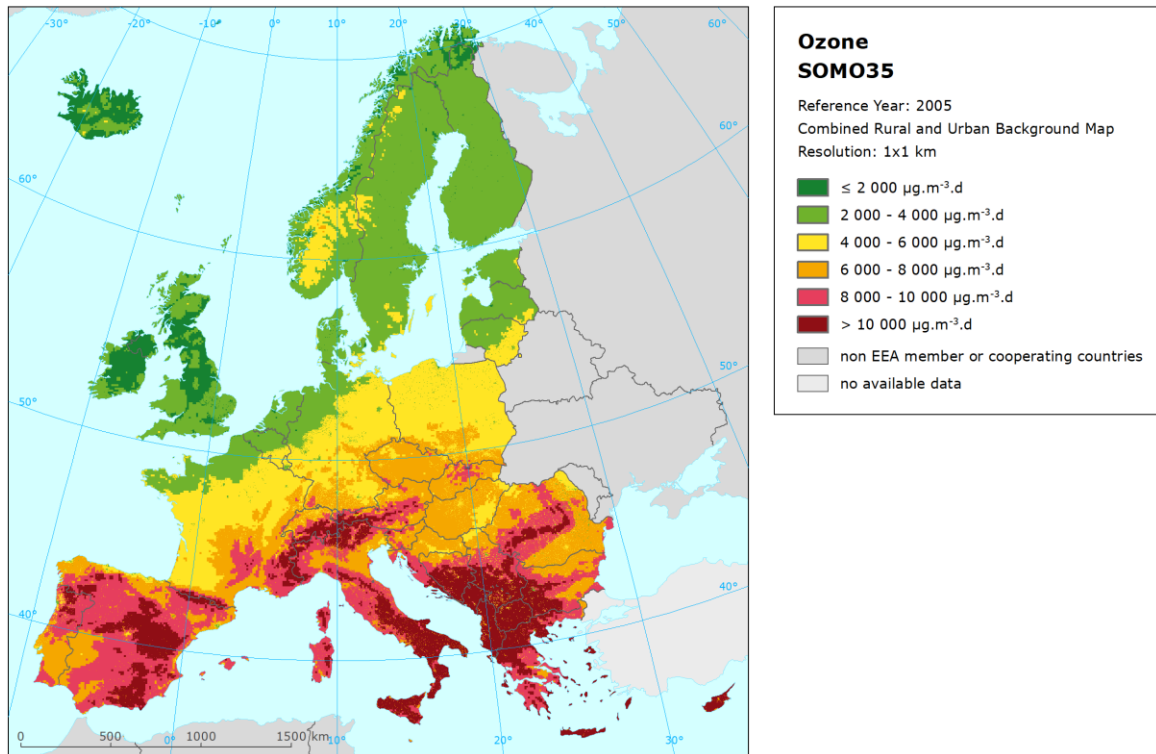 -30°
-20°
-10°
0°
10°
20°
30°
40°
50°
60°
60°
60°
50°
50°
40°
40°
0 500 1000 1500 km
0°
10°
20°
30°
Ozone
SOMO35
Reference Year: 2005
Combined Rural and Urban Background Map
Resolution: 1x1 km
≤ 2 000 µg.m⁻³.d
2 000 - 4 000 µg.m⁻³.d
4 000 - 6 000 µg.m⁻³.d
6 000 - 8 000 µg.m⁻³.d
8 000 - 10 000 µg.m⁻³.d
> 10 000 µg.m⁻³.d
non EEA member or cooperating countries
no available data